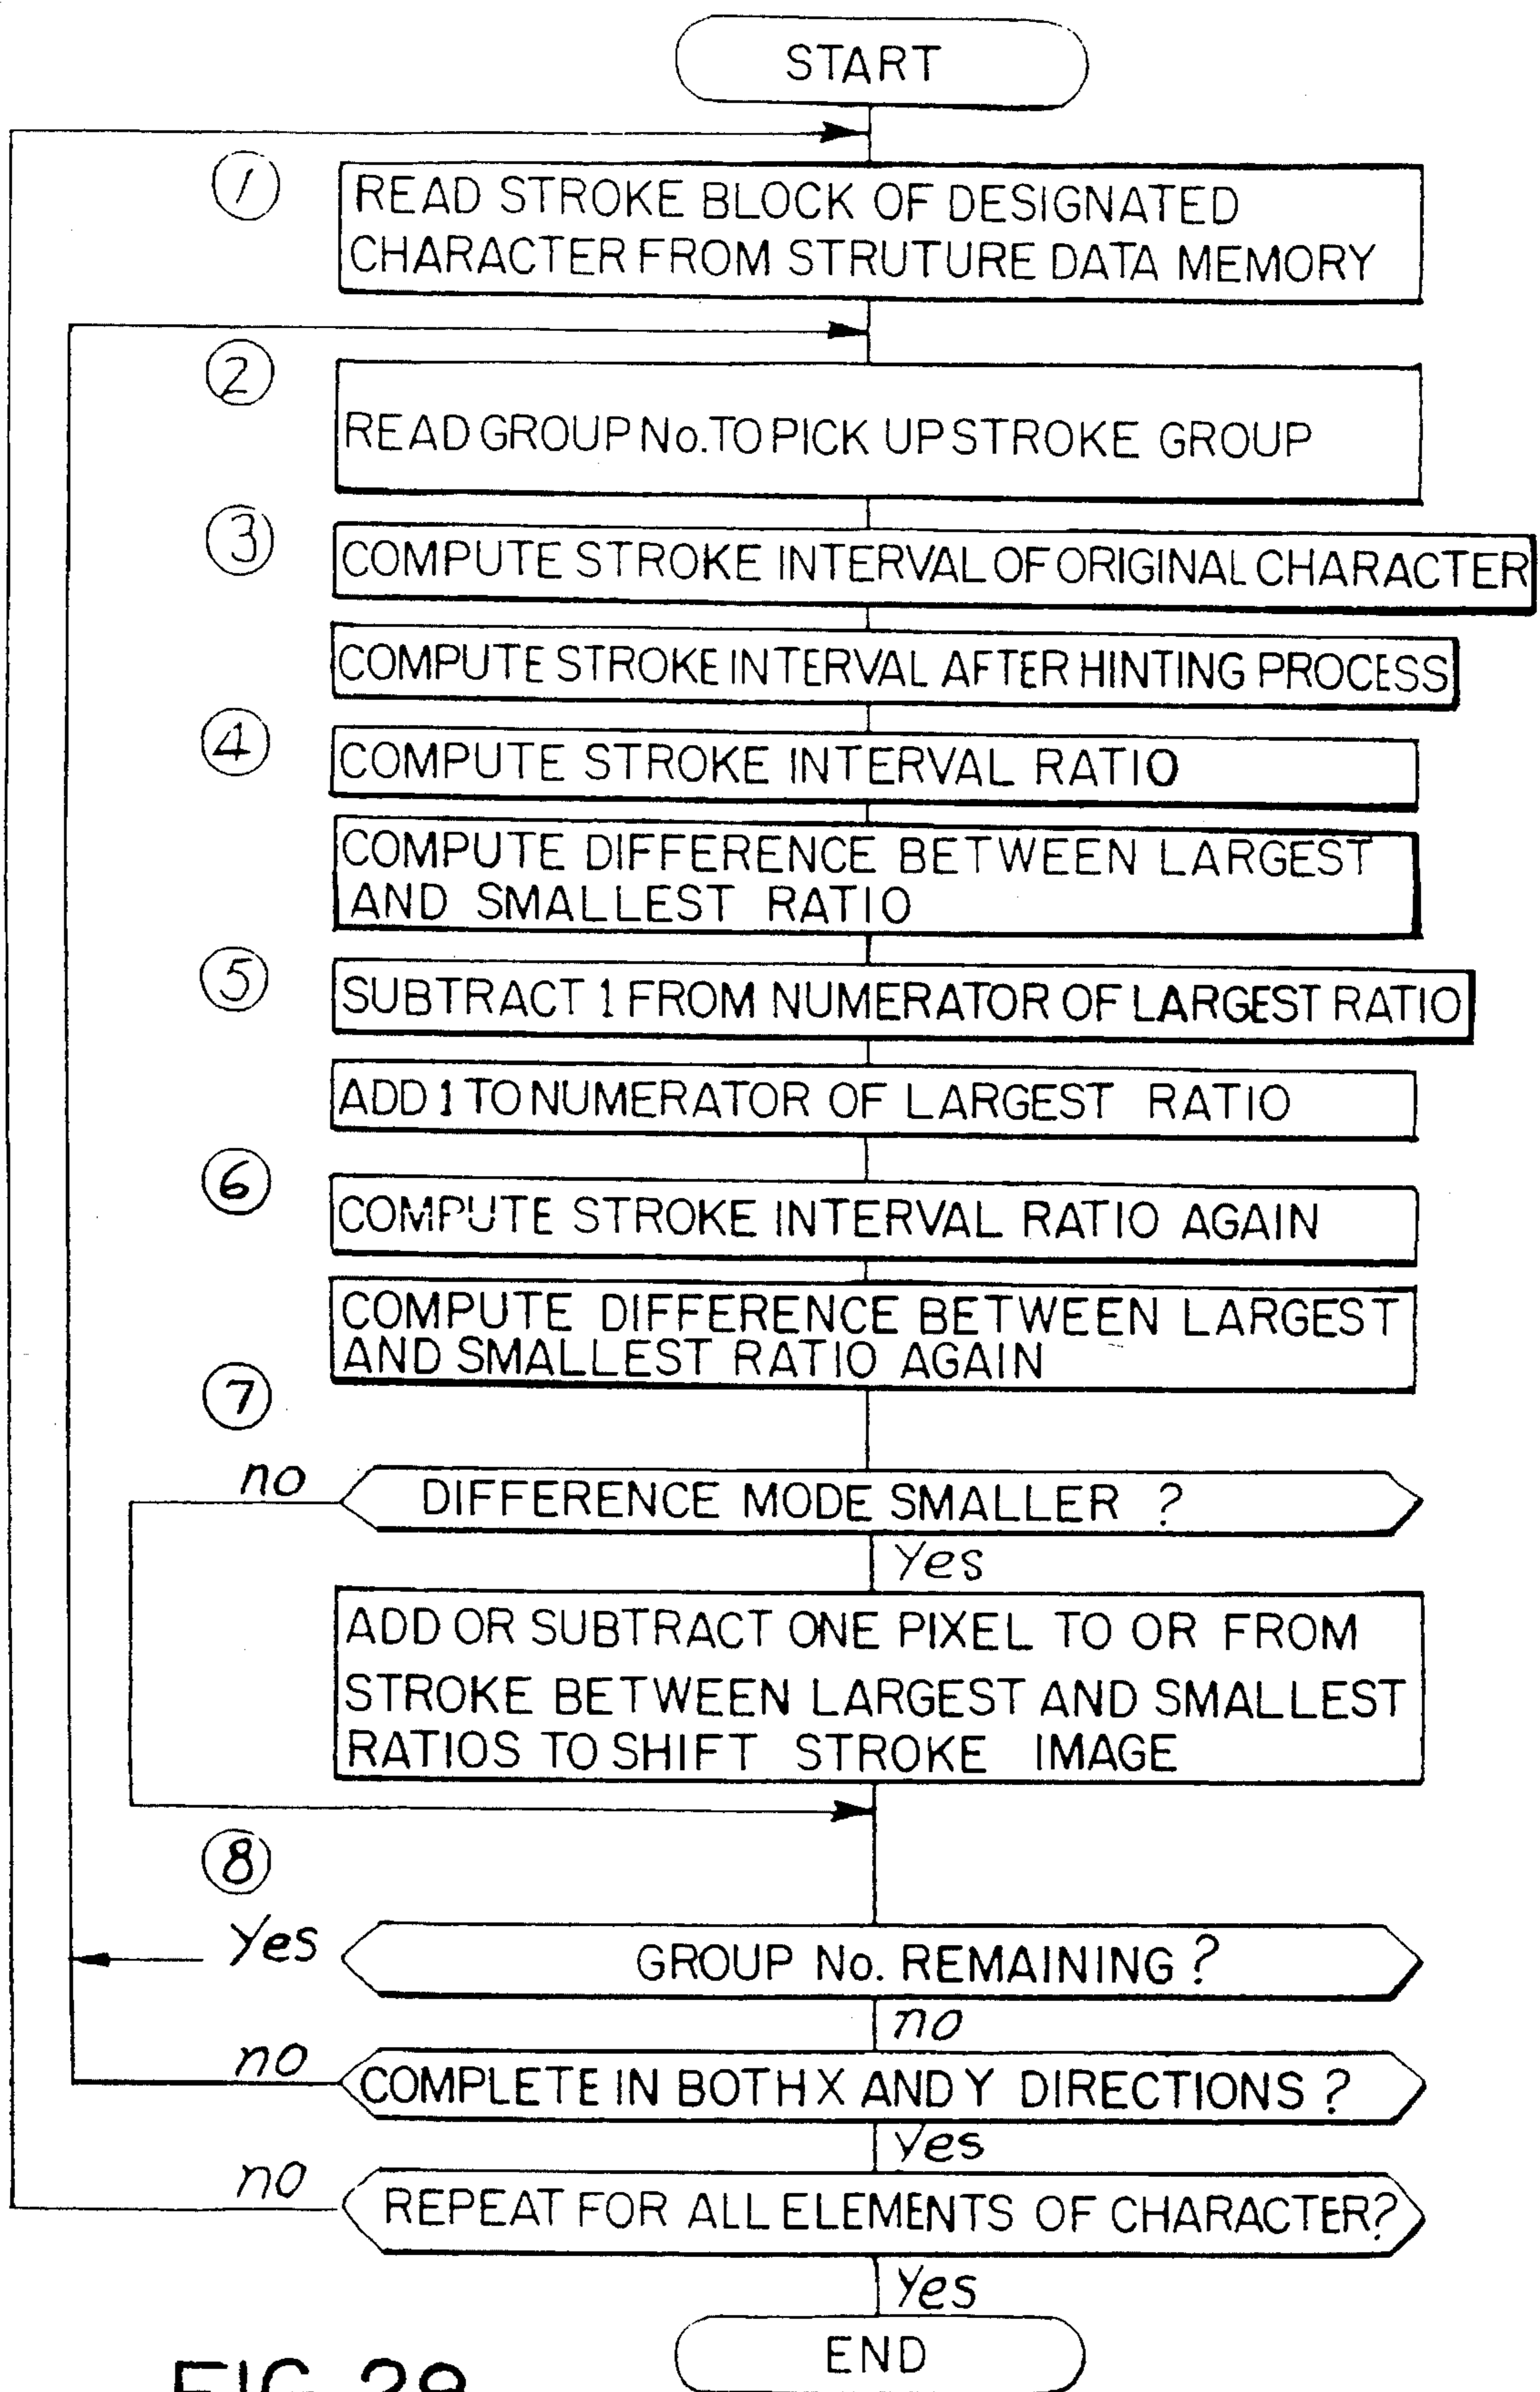 START
1
READ STROKE BLOCK OF DESIGNATED
CHARACTER FROM STRUTURE DATA MEMORY
2
READ GROUP No. TO PICK UP STROKE GROUP
3
COMPUTE STROKE INTERVAL OF ORIGINAL CHARACTER
COMPUTE STROKE INTERVAL AFTER HINTING PROCESS
4
COMPUTE STROKE INTERVAL RATIO
COMPUTE DIFFERENCE BETWEEN LARGEST
AND SMALLEST RATIO
5
SUBTRACT 1 FROM NUMERATOR OF LARGEST RATIO
ADD 1 TO NUMERATOR OF LARGEST RATIO
6
COMPUTE STROKE INTERVAL RATIO AGAIN
COMPUTE DIFFERENCE BETWEEN LARGEST
AND SMALLEST RATIO AGAIN
7
no
DIFFERENCE MODE SMALLER ?
Yes
ADD OR SUBTRACT ONE PIXEL TO OR FROM
STROKE BETWEEN LARGEST AND SMALLEST
RATIOS TO SHIFT STROKE IMAGE
8
Yes
GROUP No. REMAINING ?
no
no
COMPLETE IN BOTH X AND Y DIRECTIONS ?
Yes
no
REPEAT FOR ALL ELEMENTS OF CHARACTER?
Yes
END